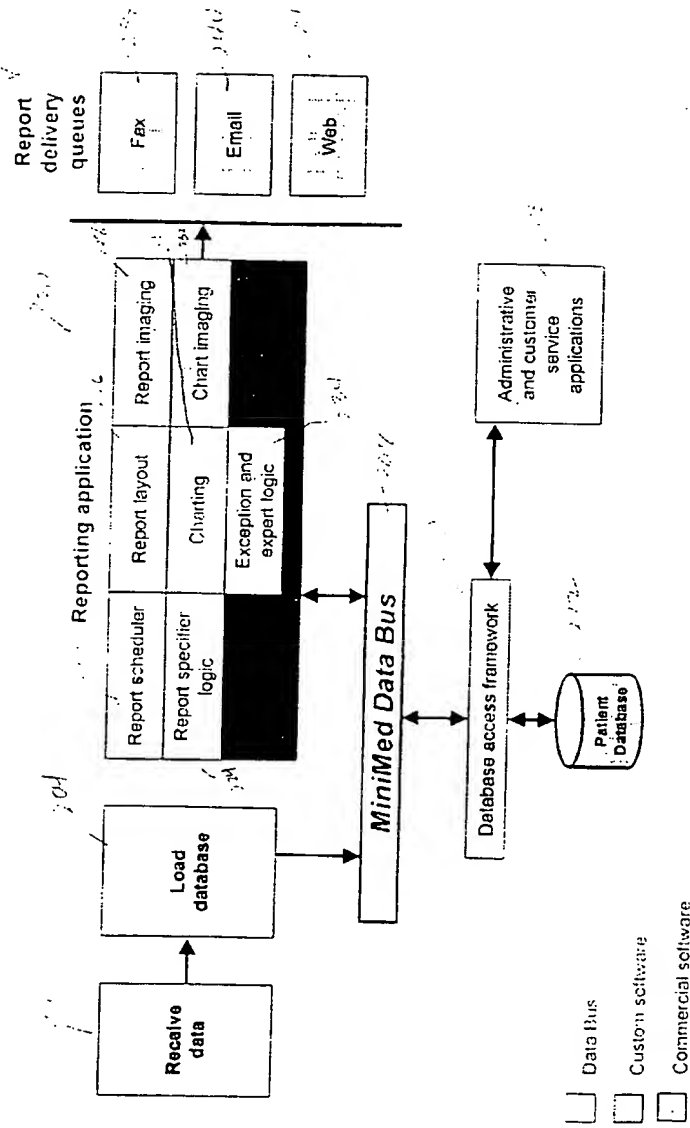 Receive
data
Load
database
Reporting application
Report scheduler
Report layout
Report imaging
Report specifier
logic
Charting
Chart imaging
Exception and
expert logic
Report
delivery
queues
Fax
Email
Web
MiniMed Data Bus
Database access framework
Patient
Database
Administrative
and customer
service
applications
Data Bus
Custom software
Commercial software